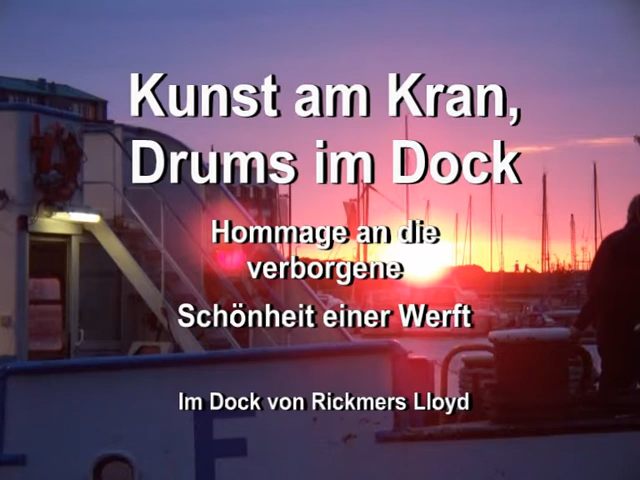 Kunst am Kran,
Drums im Dock
Hommage an die
verborgene
Schönheit einer Werft
Im Dock von Rickmers Lloyd
F